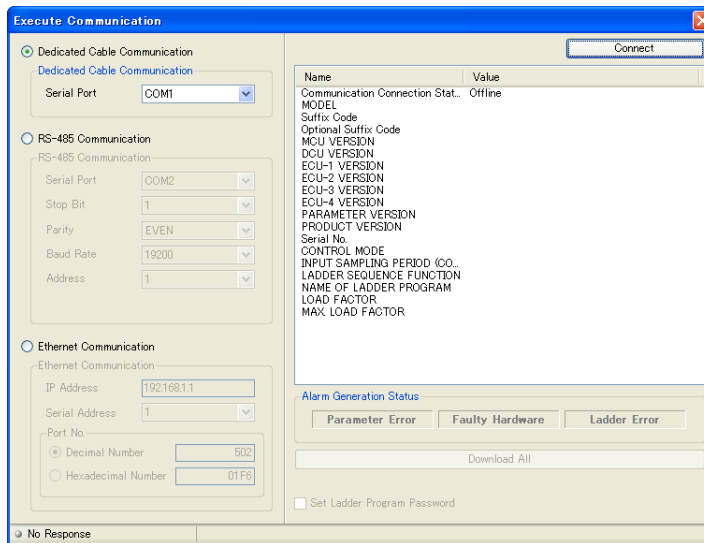 Execute Communication
Dedicated Cable Communication
Dedicated Cable Communication
Serial Port
COM1
RS-485 Communication
RS-485 Communication
Serial Port
COM2
Stop Bit
1
Parity
EVEN
Baud Rate
19200
Address
1
Ethernet Communication
Ethernet Communication
IP Address
192.168.1.1
Serial Address
1
Port No.
Decimal Number
502
Hexadecimal Number
01F6
Connect
Name Value
Communication Connection Stat... Offline
MODEL
Suffix Code
Optional Suffix Code
MCU VERSION
DCU VERSION
ECU-1 VERSION
ECU-2 VERSION
ECU-3 VERSION
ECU-4 VERSION
PARAMETER VERSION
PRODUCT VERSION
Serial No.
CONTROL MODE
INPUT SAMPLING PERIOD (CO...
LADDER SEQUENCE FUNCTION
NAME OF LADDER PROGRAM
LOAD FACTOR
MAX. LOAD FACTOR
Alarm Generation Status
Parameter Error Faulty Hardware Ladder Error
Download All
Set Ladder Program Password
No Response